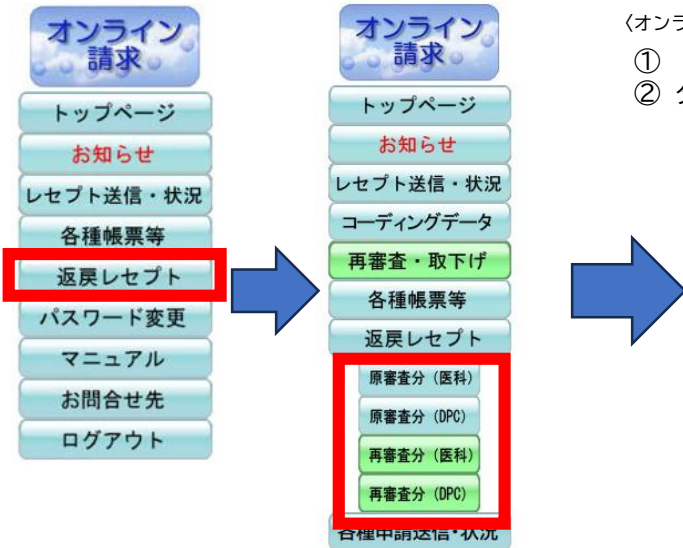 オンライン
請求
トップページ
お知らせ
レセプト送信・状況
各種帳票等
返戻レセプト
パスワード変更
マニュアル
お問合せ先
ログアウト
オンライン
請求
トップページ
お知らせ
レセプト送信・状況
コーディングデータ
再審査・取下げ
各種帳票等
返戻レセプト
原審査分（医科）
原審査分（DPC）
再審査分（医科）
再審査分（DPC）
各種申請送信・状況
〈オンラ
①
②